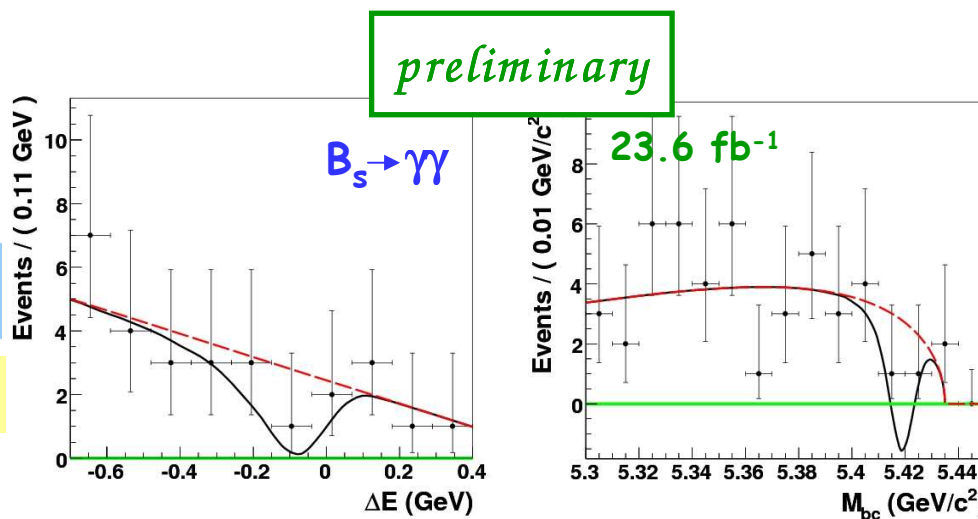 preliminary
Events / ( 0.11 GeV )
10
8
6
4
2
0
B_s→γγ
-0.6 -0.4 -0.2 0 0.2 0.4
ΔE (GeV)
Events / ( 0.01 GeV/c²
8
6
4
2
0
23.6 fb⁻¹
5.3 5.32 5.34 5.36 5.38 5.4 5.42 5.44
M_bc (GeV/c²